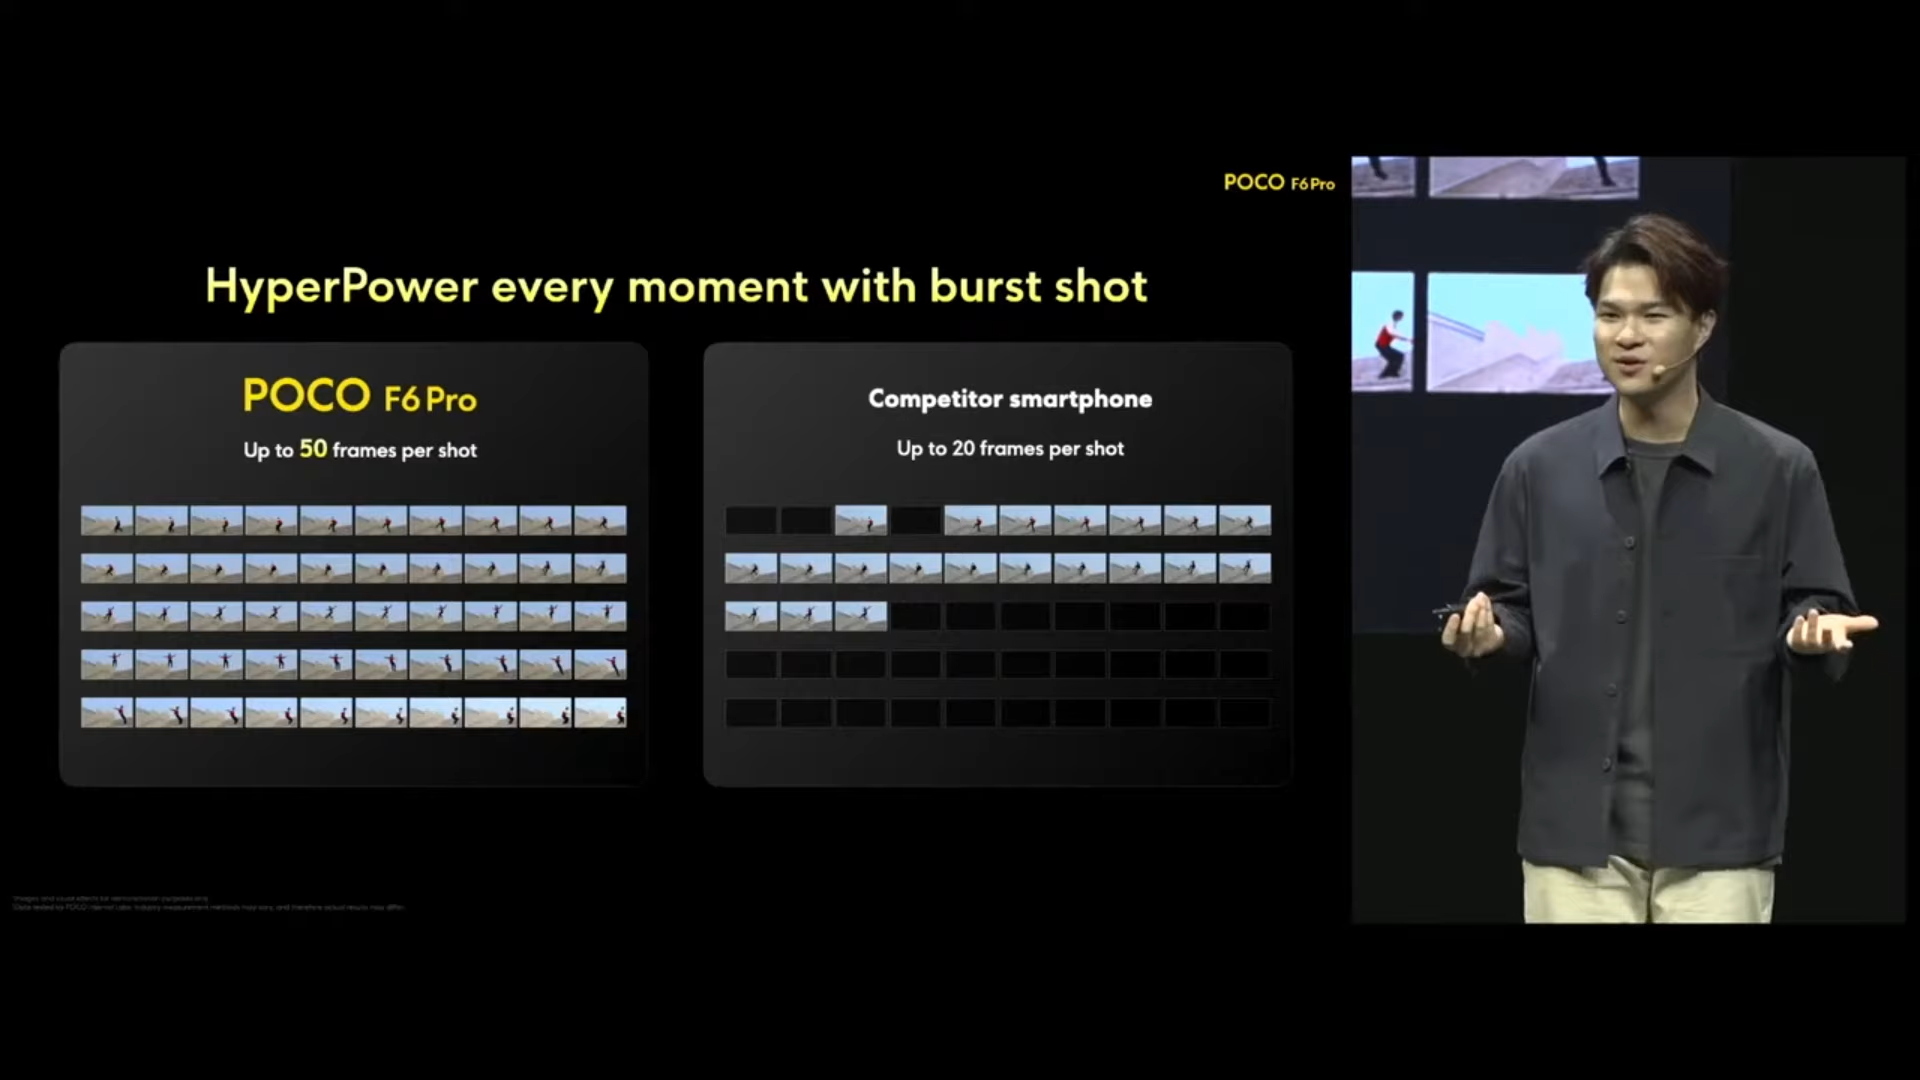 POCO F6 Pro
HyperPower every moment with burst shot
POCO F6 Pro
Up to 50 frames per shot
Competitor smartphone
Up to 20 frames per shot